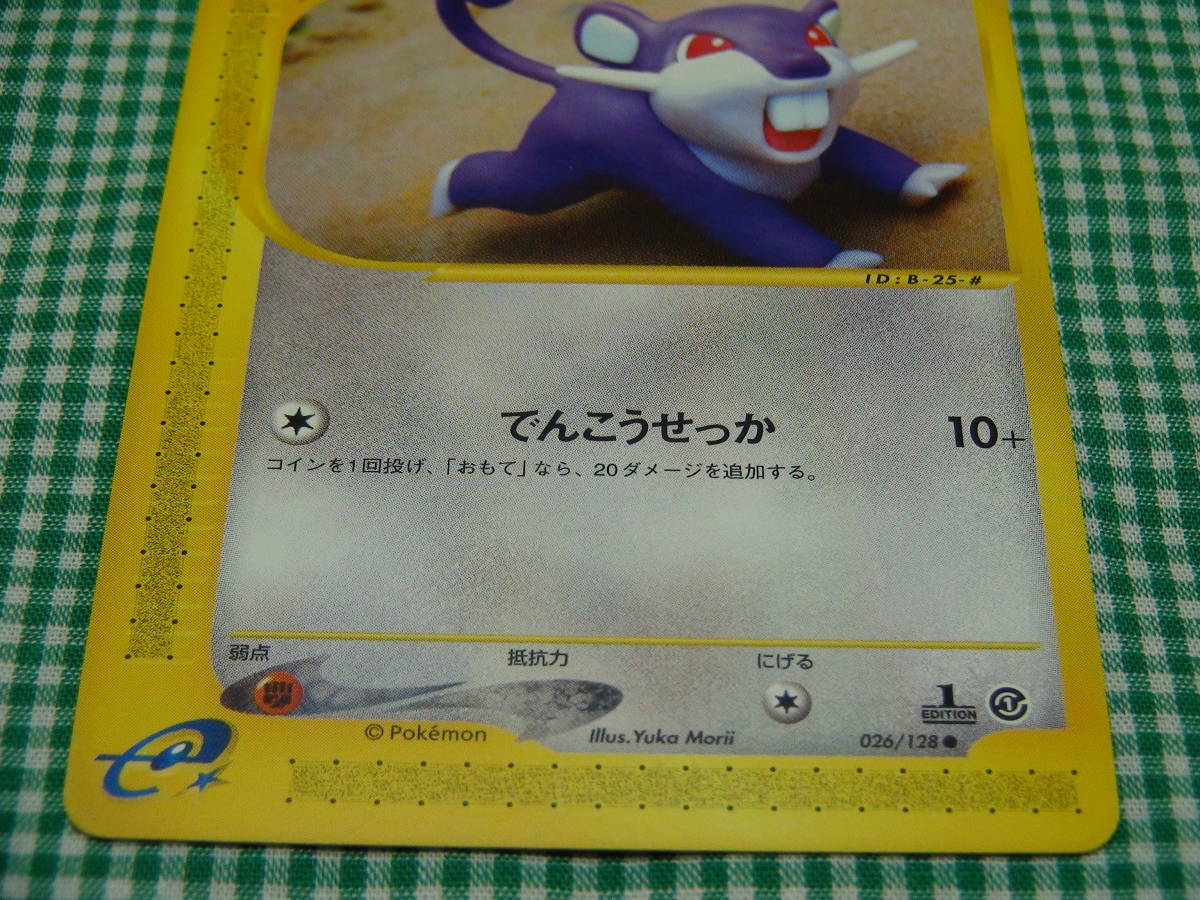 ID:B-25-#
でんこうせっか 10+
コインを1回投げ、「おもて」なら、20ダメージを追加する。
弱点 抵抗力 にげる
1 EDITION
© Pokémon Illus.Yuka Morii 026/128 ●